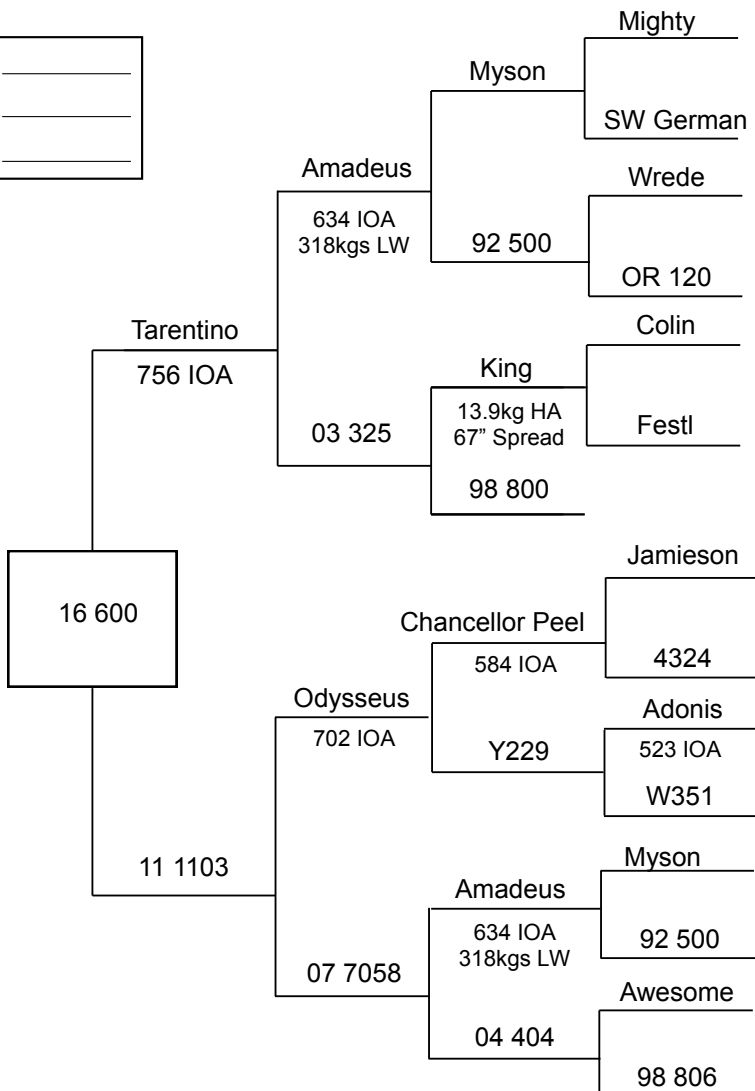 Mighty
Myson
SW German
Amadeus
Wrede
634 IOA
318kgs LW
92 500
OR 120
Tarentino
Colin
756 IOA
King
13.9kg HA
67” Spread
03 325
Festl
98 800
Jamieson
16 600
Chancellor Peel
584 IOA
4324
Odysseus
Adonis
702 IOA
Y229
523 IOA
W351
11 1103
Myson
Amadeus
634 IOA
318kgs LW
92 500
07 7058
Awesome
04 404
98 806